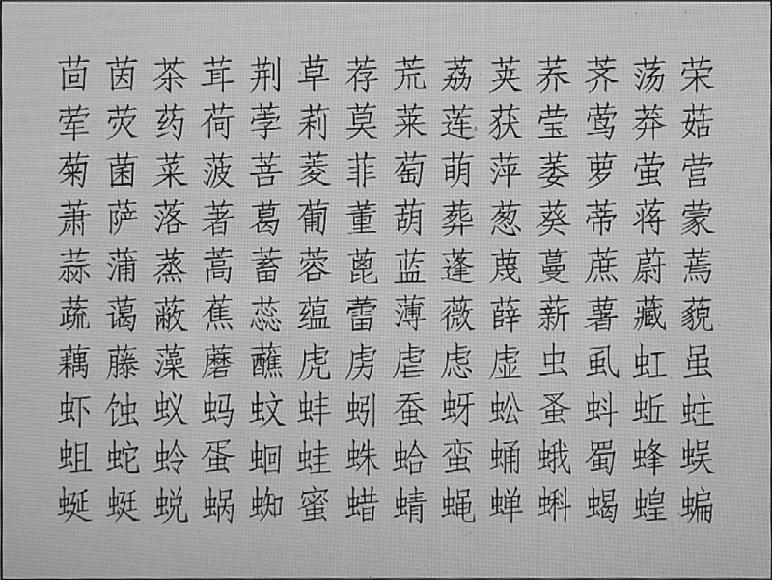 茴茵茶茸荆草荐荒荔荚荞荠荡荣
荤荧药荷荸莉莫莱莲获莹莺莽菇
菊菌菜菠菩菱菲萄萌萍萎萝萤营
萧萨落著葛葡董葫葬葱葵蒂蒋蒙
蒜蒲蒸蒿蓄蓉蓖蓝蓬蔑蔓蔗蔚蔫
蔬蔼蔽蕉蕊蕴蕾薄薇薛薪薯藏藐
藕藤藻蘑蘸虎虏虐虑虚虫虱虹虽
虾蚀蚁蚂蚊蚌蚓蚕蚜蚣蚤蚪蚯蛀
蛆蛇蛉蛋蛔蛙蛛蛤蛮蛹蛾蜀蜂蜈
蜒蜓蜕蜗蜘蜜蜡蜻蝇蝉蝌蝎蝗蝙